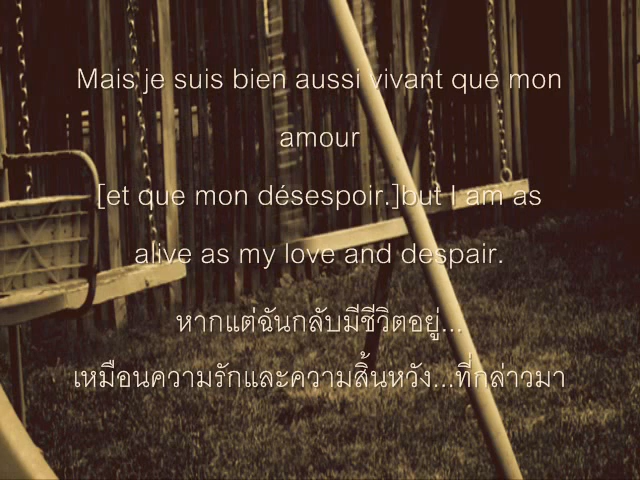 Mais je suis bien aussi vivant que mon
amour
[et que mon désespoir.]but I am as
alive as my love and despair.
หากแต่ฉันกลับมีชีวิตอยู่...
เหมือนความรักและความสิ้นหวัง...ที่กล่าวมา